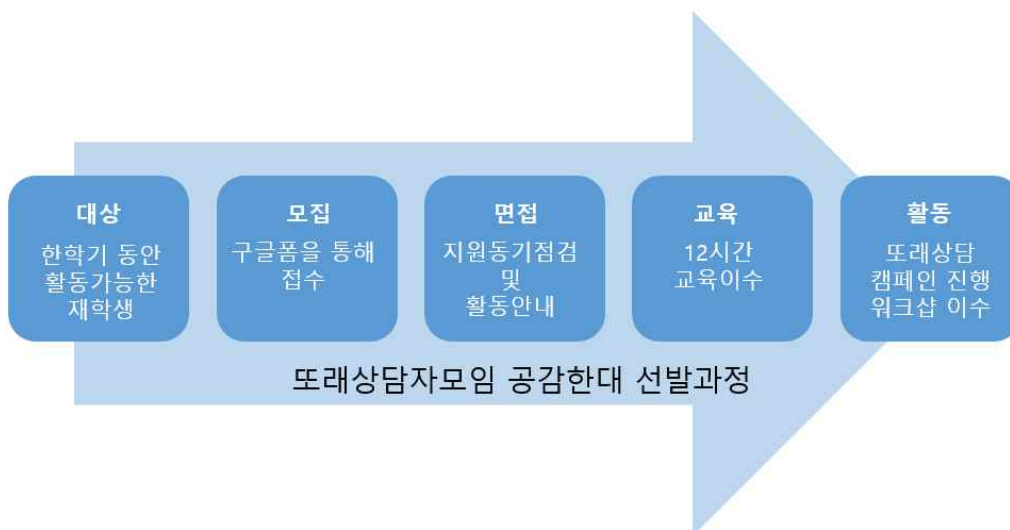 대상
한학기 동안
활동가능한
재학생
모집
구글폼을 통해
접수
면접
지원동기점검
및
활동안내
교육
12시간
교육이수
활동
또래상담
캠페인 진행
워크샵 이수
또래상담자모임 공감한대 선발과정